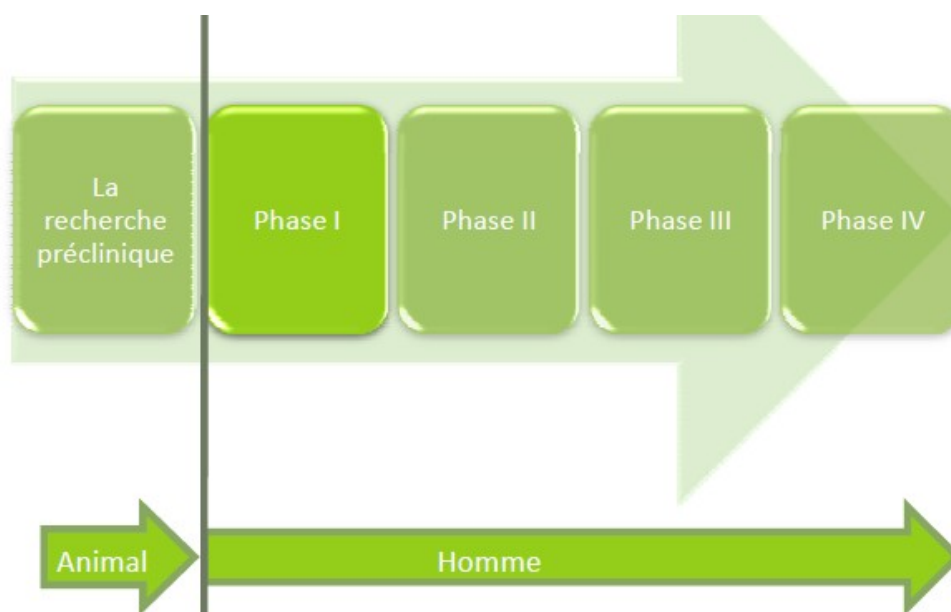 La
recherche
préclinique
Phase I
Phase II
Phase III
Phase IV
Animal
Homme